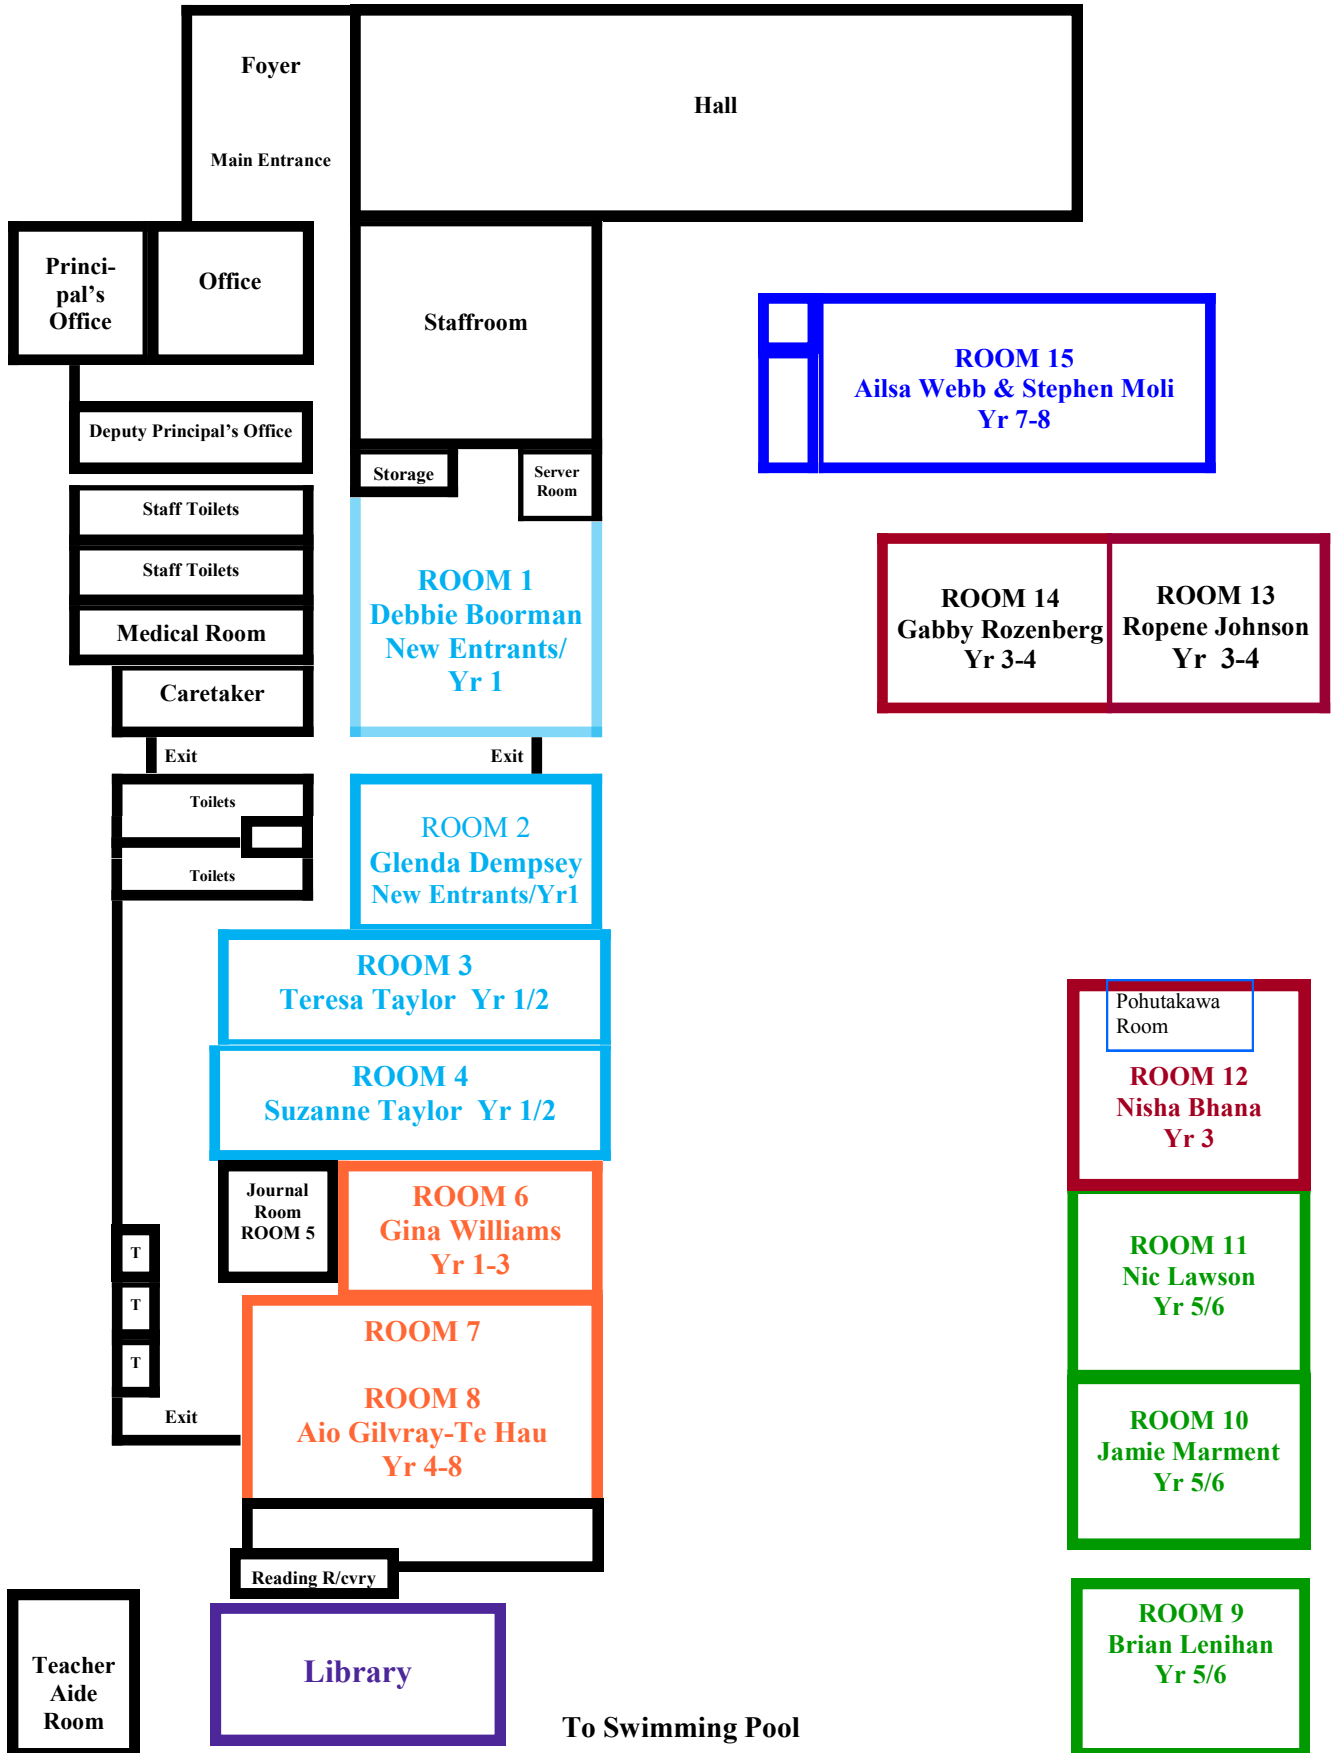 Foyer
Hall
Main Entrance
Princi-
pal's
Office
Office
Staffroom
ROOM 15
Ailsa Webb & Stephen Moli
Yr 7-8
Deputy Principal's Office
Storage
Server
Room
Staff Toilets
Staff Toilets
Medical Room
Caretaker
ROOM 1
Debbie Boorman
New Entrants/
Yr 1
ROOM 14
Gabby Rozenberg
Yr 3-4
ROOM 13
Ropene Johnson
Yr 3-4
Exit
Exit
Toilets
Toilets
ROOM 2
Glenda Dempsey
New Entrants/Yr1
ROOM 3
Teresa Taylor Yr 1/2
ROOM 4
Suzanne Taylor Yr 1/2
Pohutakawa
Room
ROOM 12
Nisha Bhana
Yr 3
Journal
Room
ROOM 5
ROOM 6
Gina Williams
Yr 1-3
T
T
T
ROOM 11
Nic Lawson
Yr 5/6
ROOM 7
ROOM 8
Aio Gilvray-Te Hau
Yr 4-8
Exit
ROOM 10
Jamie Marment
Yr 5/6
Reading R/cvry
Teacher
Aide
Room
Library
To Swimming Pool
ROOM 9
Brian Lenihan
Yr 5/6